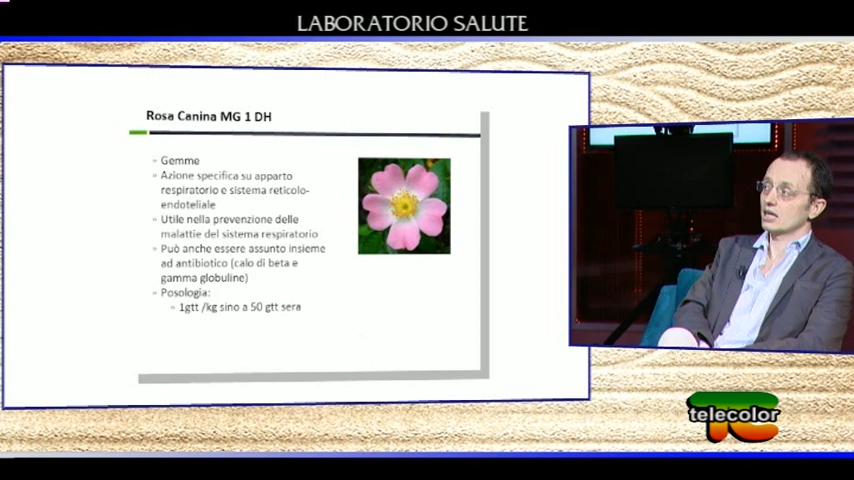 LABORATORIO SALUTE
Rosa Canina MG 1 DH
Gemme
Azione specifica su apparto
respiratorio e sistema reticolo-
endoteliale
Utile nella prevenzione delle
malattie del sistema respiratorio
Può anche essere assunto insieme
ad antibiotico (calo di beta e
gamma globuline)
Posologia:
1gtt /kg sino a 50 gtt sera
telecolor
TC